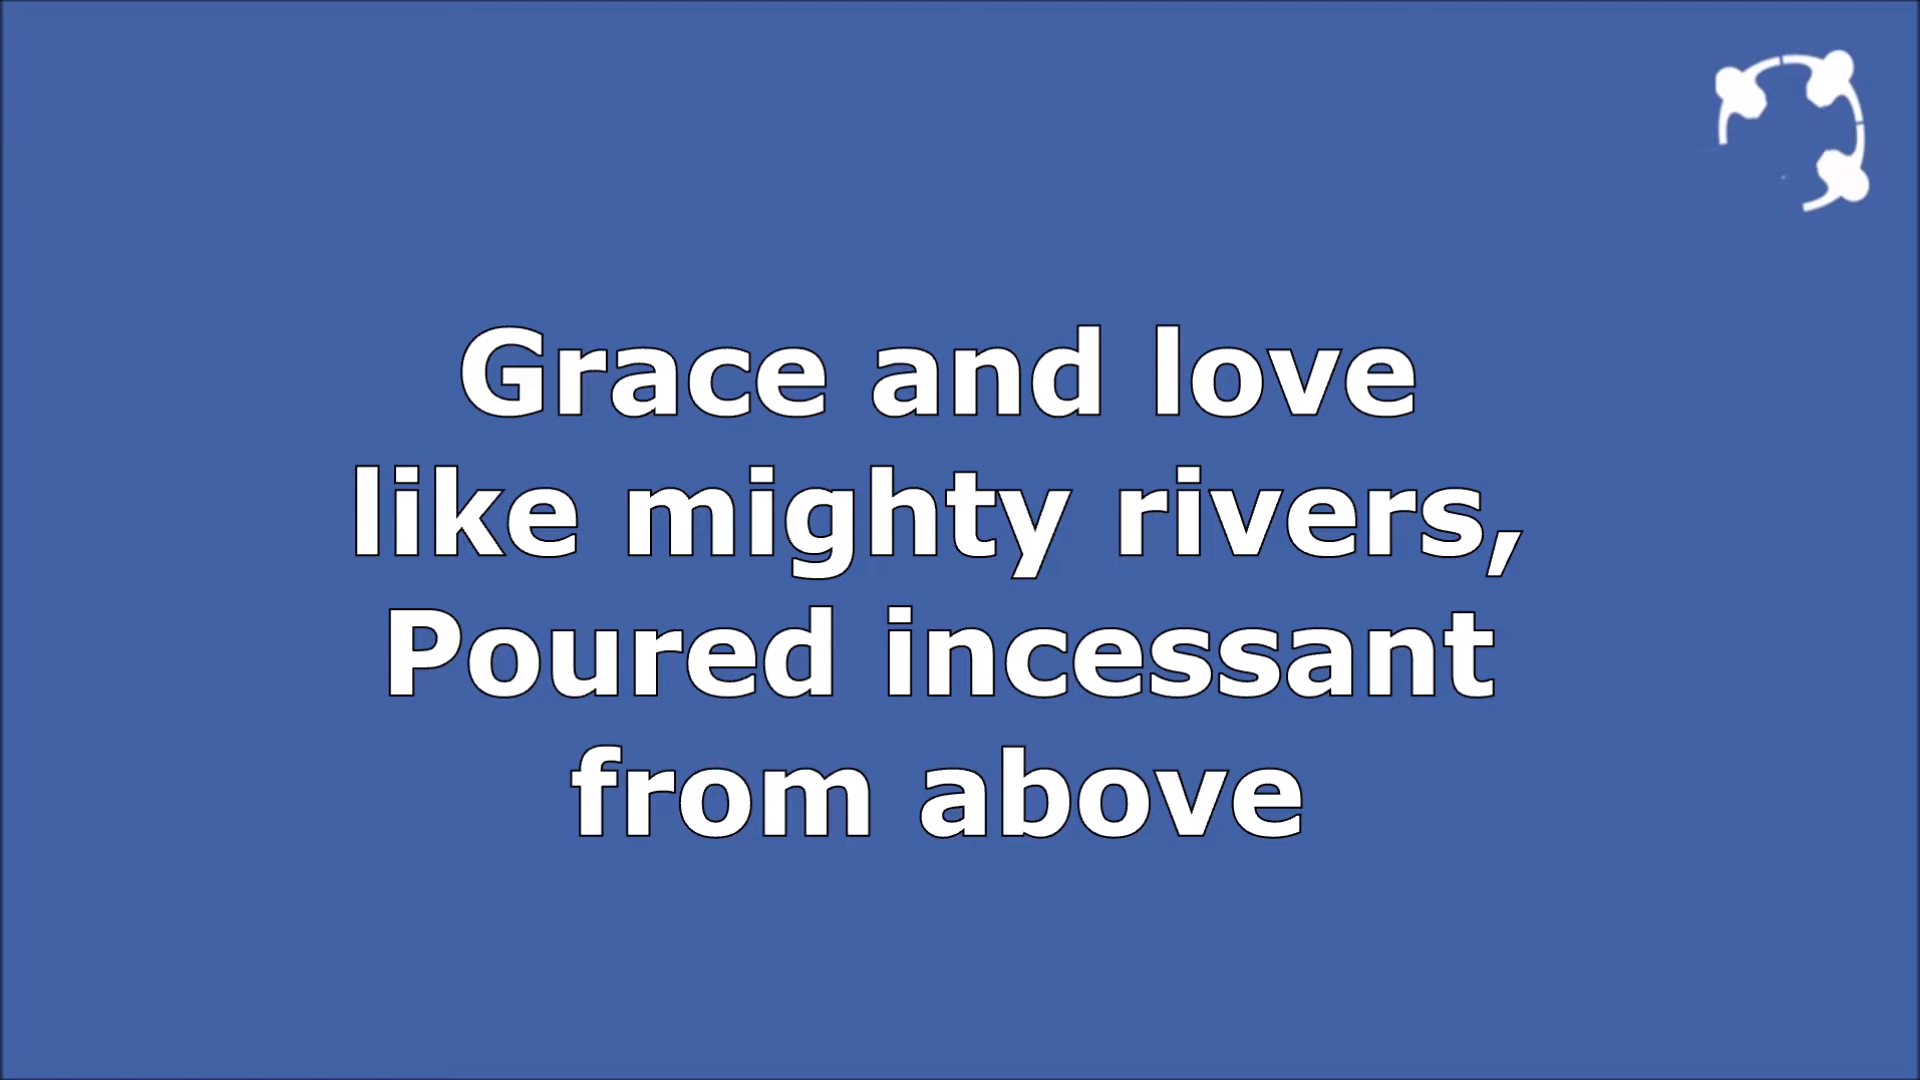 Grace and love
like mighty rivers,
Poured incessant
from above